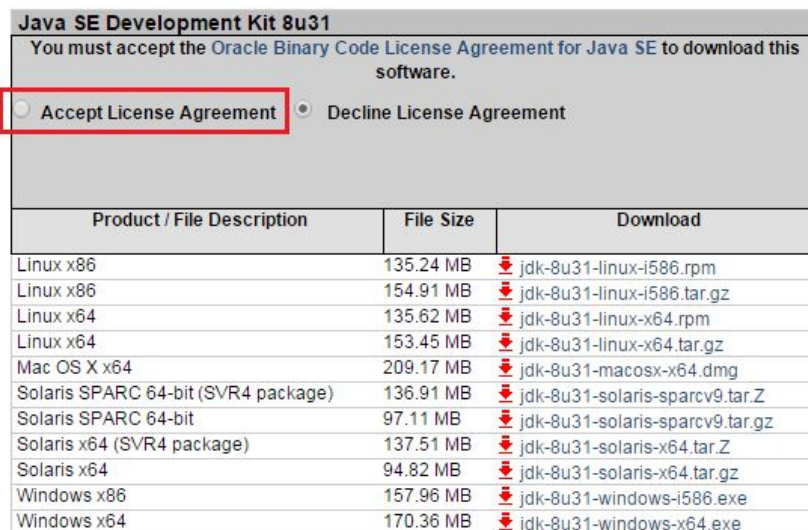 Java SE Development Kit 8u31
You must accept the Oracle Binary Code License Agreement for Java SE to download this
software.
Accept License Agreement Decline License Agreement
Product / File Description File Size Download
Linux x86 135.24 MB jdk-8u31-linux-i586.rpm
Linux x86 154.91 MB jdk-8u31-linux-i586.tar.gz
Linux x64 135.62 MB jdk-8u31-linux-x64.rpm
Linux x64 153.45 MB jdk-8u31-linux-x64.tar.gz
Mac OS X x64 209.17 MB jdk-8u31-macosx-x64.dmg
Solaris SPARC 64-bit (SVR4 package) 136.91 MB jdk-8u31-solaris-sparcv9.tar.Z
Solaris SPARC 64-bit 97.11 MB jdk-8u31-solaris-sparcv9.tar.gz
Solaris x64 (SVR4 package) 137.51 MB jdk-8u31-solaris-x64.tar.Z
Solaris x64 94.82 MB jdk-8u31-solaris-x64.tar.gz
Windows x86 157.96 MB jdk-8u31-windows-i586.exe
Windows x64 170.36 MB jdk-8u31-windows-x64.exe